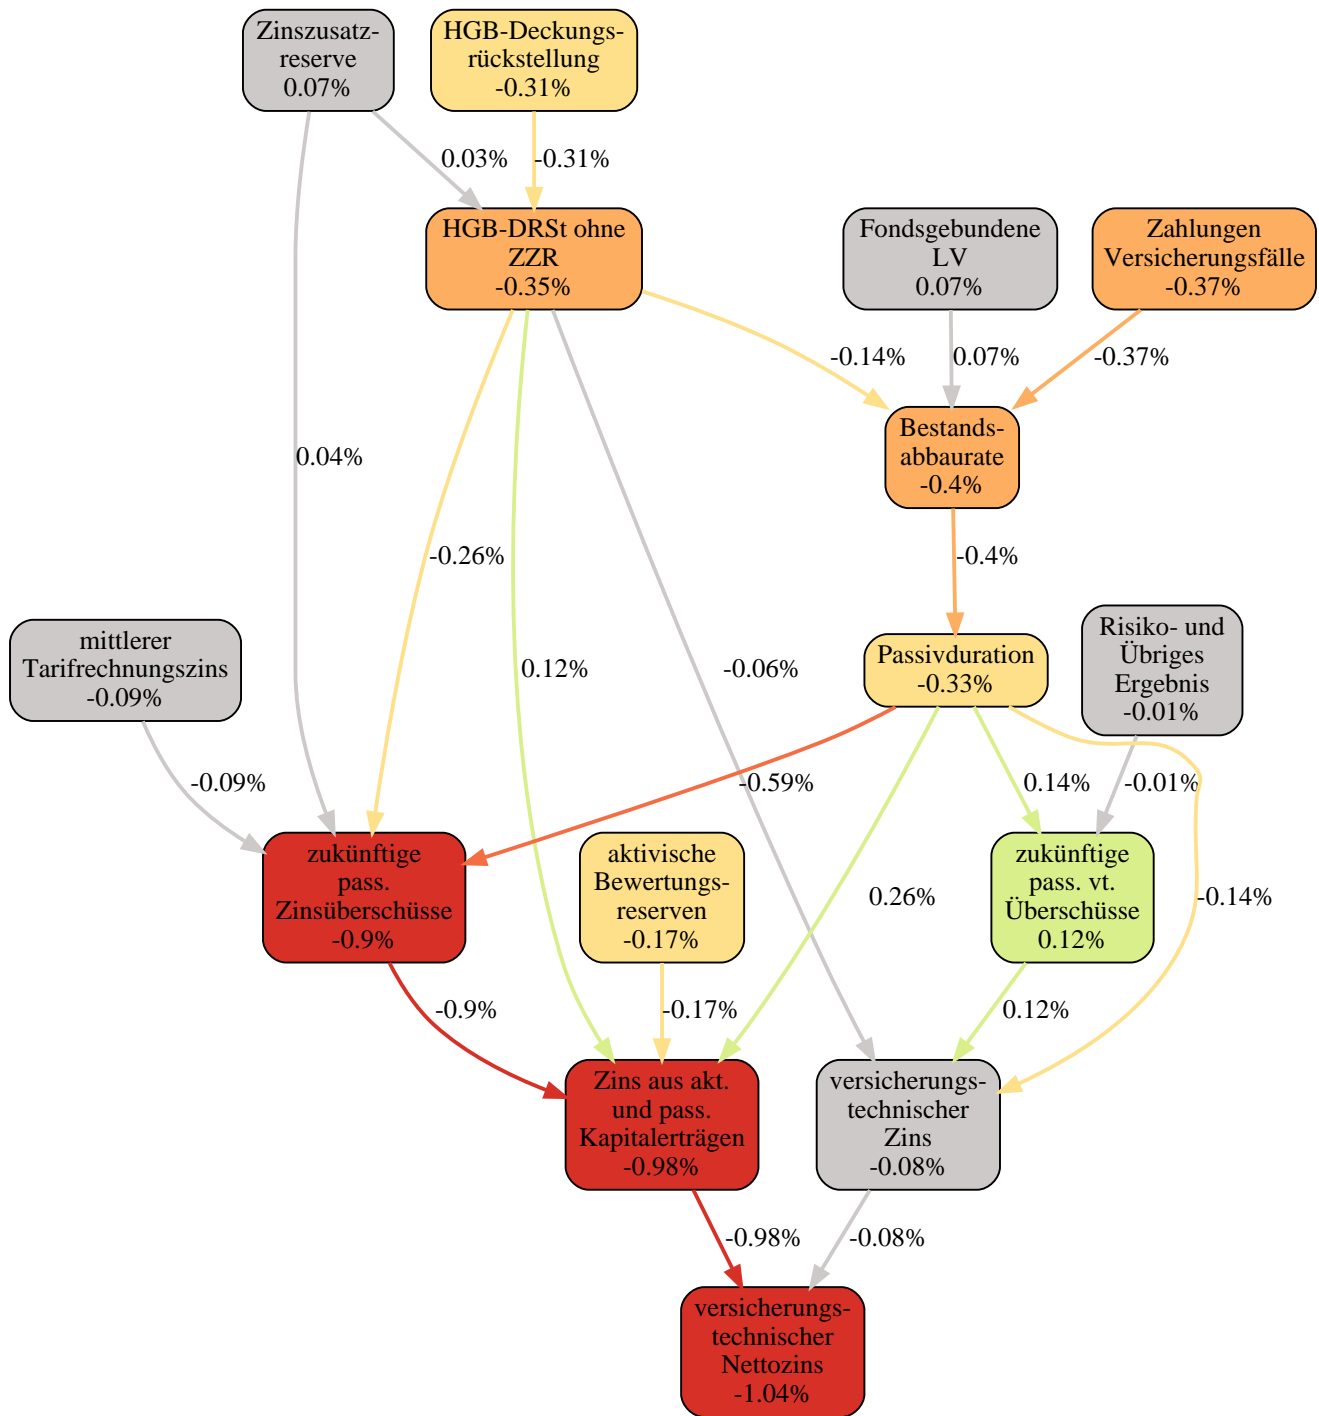 Zinszusatz-
reserve
0.07%
HGB-Deckungs-
rückstellung
-0.31%
0.03%
-0.31%
HGB-DRSt ohne
ZZR
-0.35%
Fondsgebundene
LV
0.07%
Zahlungen
Versicherungsfälle
-0.37%
-0.14%
0.07%
-0.37%
Bestands-
abbaurate
-0.4%
0.04%
-0.26%
-0.4%
mittlerer
Tarifrechnungszins
-0.09%
0.12%
-0.06%
Passivduration
-0.33%
Risiko- und
Übriges
Ergebnis
-0.01%
-0.09%
-0.59%
0.14%
-0.01%
zukünftige
pass.
Zinsüberschüsse
-0.9%
aktivische
Bewertungs-
reserven
-0.17%
0.26%
zukünftige
pass. vt.
Überschüsse
0.12%
-0.14%
-0.9%
-0.17%
0.12%
Zins aus akt.
und pass.
Kapitalerträgen
-0.98%
versicherungs-
technischer
Zins
-0.08%
-0.98%
-0.08%
versicherungs-
technischer
Nettozins
-1.04%